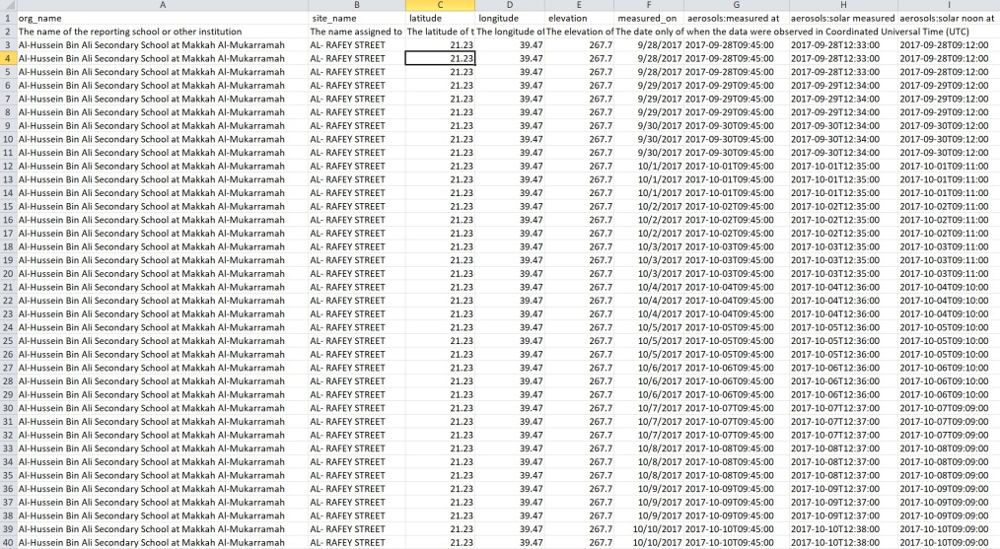 A B C D E F G H I
1 org_name site_name latitude longitude elevation measured_on aerosols:measured at aerosols:solar measured aerosols:solar noon at
2 The name of the reporting school or other institution The name assigned to The latitude of t The longitude of The elevation of The date only of when the data were observed in Coordinated Universal Time (UTC)
3 Al-Hussein Bin Ali Secondary School at Makkah Al-Mukarramah AL- RAFEY STREET 21.23 39.47 267.7 9/28/2017 2017-09-28T09:45:00 2017-09-28T12:33:00 2017-09-28T09:12:00
4 Al-Hussein Bin Ali Secondary School at Makkah Al-Mukarramah AL- RAFEY STREET 21.23 39.47 267.7 9/28/2017 2017-09-28T09:45:00 2017-09-28T12:33:00 2017-09-28T09:12:00
5 Al-Hussein Bin Ali Secondary School at Makkah Al-Mukarramah AL- RAFEY STREET 21.23 39.47 267.7 9/28/2017 2017-09-28T09:45:00 2017-09-28T12:33:00 2017-09-28T09:12:00
6 Al-Hussein Bin Ali Secondary School at Makkah Al-Mukarramah AL- RAFEY STREET 21.23 39.47 267.7 9/29/2017 2017-09-29T09:45:00 2017-09-29T12:34:00 2017-09-29T09:12:00
7 Al-Hussein Bin Ali Secondary School at Makkah Al-Mukarramah AL- RAFEY STREET 21.23 39.47 267.7 9/29/2017 2017-09-29T09:45:00 2017-09-29T12:34:00 2017-09-29T09:12:00
8 Al-Hussein Bin Ali Secondary School at Makkah Al-Mukarramah AL- RAFEY STREET 21.23 39.47 267.7 9/29/2017 2017-09-29T09:45:00 2017-09-29T12:34:00 2017-09-29T09:12:00
9 Al-Hussein Bin Ali Secondary School at Makkah Al-Mukarramah AL- RAFEY STREET 21.23 39.47 267.7 9/30/2017 2017-09-30T09:45:00 2017-09-30T12:34:00 2017-09-30T09:12:00
10 Al-Hussein Bin Ali Secondary School at Makkah Al-Mukarramah AL- RAFEY STREET 21.23 39.47 267.7 9/30/2017 2017-09-30T09:45:00 2017-09-30T12:34:00 2017-09-30T09:12:00
11 Al-Hussein Bin Ali Secondary School at Makkah Al-Mukarramah AL- RAFEY STREET 21.23 39.47 267.7 9/30/2017 2017-09-30T09:45:00 2017-09-30T12:34:00 2017-09-30T09:12:00
12 Al-Hussein Bin Ali Secondary School at Makkah Al-Mukarramah AL- RAFEY STREET 21.23 39.47 267.7 10/1/2017 2017-10-01T09:45:00 2017-10-01T12:35:00 2017-10-01T09:11:00
13 Al-Hussein Bin Ali Secondary School at Makkah Al-Mukarramah AL- RAFEY STREET 21.23 39.47 267.7 10/1/2017 2017-10-01T09:45:00 2017-10-01T12:35:00 2017-10-01T09:11:00
14 Al-Hussein Bin Ali Secondary School at Makkah Al-Mukarramah AL- RAFEY STREET 21.23 39.47 267.7 10/1/2017 2017-10-01T09:45:00 2017-10-01T12:35:00 2017-10-01T09:11:00
15 Al-Hussein Bin Ali Secondary School at Makkah Al-Mukarramah AL- RAFEY STREET 21.23 39.47 267.7 10/2/2017 2017-10-02T09:45:00 2017-10-02T12:35:00 2017-10-02T09:11:00
16 Al-Hussein Bin Ali Secondary School at Makkah Al-Mukarramah AL- RAFEY STREET 21.23 39.47 267.7 10/2/2017 2017-10-02T09:45:00 2017-10-02T12:35:00 2017-10-02T09:11:00
17 Al-Hussein Bin Ali Secondary School at Makkah Al-Mukarramah AL- RAFEY STREET 21.23 39.47 267.7 10/2/2017 2017-10-02T09:45:00 2017-10-02T12:35:00 2017-10-02T09:11:00
18 Al-Hussein Bin Ali Secondary School at Makkah Al-Mukarramah AL- RAFEY STREET 21.23 39.47 267.7 10/3/2017 2017-10-03T09:45:00 2017-10-03T12:35:00 2017-10-03T09:11:00
19 Al-Hussein Bin Ali Secondary School at Makkah Al-Mukarramah AL- RAFEY STREET 21.23 39.47 267.7 10/3/2017 2017-10-03T09:45:00 2017-10-03T12:35:00 2017-10-03T09:11:00
20 Al-Hussein Bin Ali Secondary School at Makkah Al-Mukarramah AL- RAFEY STREET 21.23 39.47 267.7 10/3/2017 2017-10-03T09:45:00 2017-10-03T12:35:00 2017-10-03T09:11:00
21 Al-Hussein Bin Ali Secondary School at Makkah Al-Mukarramah AL- RAFEY STREET 21.23 39.47 267.7 10/4/2017 2017-10-04T09:45:00 2017-10-04T12:36:00 2017-10-04T09:11:00
22 Al-Hussein Bin Ali Secondary School at Makkah Al-Mukarramah AL- RAFEY STREET 21.23 39.47 267.7 10/4/2017 2017-10-04T09:45:00 2017-10-04T12:36:00 2017-10-04T09:11:00
23 Al-Hussein Bin Ali Secondary School at Makkah Al-Mukarramah AL- RAFEY STREET 21.23 39.47 267.7 10/4/2017 2017-10-04T09:45:00 2017-10-04T12:36:00 2017-10-04T09:11:00
24 Al-Hussein Bin Ali Secondary School at Makkah Al-Mukarramah AL- RAFEY STREET 21.23 39.47 267.7 10/5/2017 2017-10-05T09:45:00 2017-10-05T12:36:00 2017-10-05T09:10:00
25 Al-Hussein Bin Ali Secondary School at Makkah Al-Mukarramah AL- RAFEY STREET 21.23 39.47 267.7 10/5/2017 2017-10-05T09:45:00 2017-10-05T12:36:00 2017-10-05T09:10:00
26 Al-Hussein Bin Ali Secondary School at Makkah Al-Mukarramah AL- RAFEY STREET 21.23 39.47 267.7 10/5/2017 2017-10-05T09:45:00 2017-10-05T12:36:00 2017-10-05T09:10:00
27 Al-Hussein Bin Ali Secondary School at Makkah Al-Mukarramah AL- RAFEY STREET 21.23 39.47 267.7 10/6/2017 2017-10-06T09:45:00 2017-10-06T12:36:00 2017-10-06T09:10:00
28 Al-Hussein Bin Ali Secondary School at Makkah Al-Mukarramah AL- RAFEY STREET 21.23 39.47 267.7 10/6/2017 2017-10-06T09:45:00 2017-10-06T12:36:00 2017-10-06T09:10:00
29 Al-Hussein Bin Ali Secondary School at Makkah Al-Mukarramah AL- RAFEY STREET 21.23 39.47 267.7 10/6/2017 2017-10-06T09:45:00 2017-10-06T12:36:00 2017-10-06T09:10:00
30 Al-Hussein Bin Ali Secondary School at Makkah Al-Mukarramah AL- RAFEY STREET 21.23 39.47 267.7 10/7/2017 2017-10-07T09:45:00 2017-10-07T12:37:00 2017-10-07T09:09:00
31 Al-Hussein Bin Ali Secondary School at Makkah Al-Mukarramah AL- RAFEY STREET 21.23 39.47 267.7 10/7/2017 2017-10-07T09:45:00 2017-10-07T12:37:00 2017-10-07T09:09:00
32 Al-Hussein Bin Ali Secondary School at Makkah Al-Mukarramah AL- RAFEY STREET 21.23 39.47 267.7 10/7/2017 2017-10-07T09:45:00 2017-10-07T12:37:00 2017-10-07T09:09:00
33 Al-Hussein Bin Ali Secondary School at Makkah Al-Mukarramah AL- RAFEY STREET 21.23 39.47 267.7 10/8/2017 2017-10-08T09:45:00 2017-10-08T12:37:00 2017-10-08T09:09:00
34 Al-Hussein Bin Ali Secondary School at Makkah Al-Mukarramah AL- RAFEY STREET 21.23 39.47 267.7 10/8/2017 2017-10-08T09:45:00 2017-10-08T12:37:00 2017-10-08T09:09:00
35 Al-Hussein Bin Ali Secondary School at Makkah Al-Mukarramah AL- RAFEY STREET 21.23 39.47 267.7 10/8/2017 2017-10-08T09:45:00 2017-10-08T12:37:00 2017-10-08T09:09:00
36 Al-Hussein Bin Ali Secondary School at Makkah Al-Mukarramah AL- RAFEY STREET 21.23 39.47 267.7 10/9/2017 2017-10-09T09:45:00 2017-10-09T12:37:00 2017-10-09T09:09:00
37 Al-Hussein Bin Ali Secondary School at Makkah Al-Mukarramah AL- RAFEY STREET 21.23 39.47 267.7 10/9/2017 2017-10-09T09:45:00 2017-10-09T12:37:00 2017-10-09T09:09:00
38 Al-Hussein Bin Ali Secondary School at Makkah Al-Mukarramah AL- RAFEY STREET 21.23 39.47 267.7 10/9/2017 2017-10-09T09:45:00 2017-10-09T12:37:00 2017-10-09T09:09:00
39 Al-Hussein Bin Ali Secondary School at Makkah Al-Mukarramah AL- RAFEY STREET 21.23 39.47 267.7 10/10/2017 2017-10-10T09:45:00 2017-10-10T12:38:00 2017-10-10T09:09:00
40 Al-Hussein Bin Ali Secondary School at Makkah Al-Mukarramah AL- RAFEY STREET 21.23 39.47 267.7 10/10/2017 2017-10-10T09:45:00 2017-10-10T12:38:00 2017-10-10T09:09:00